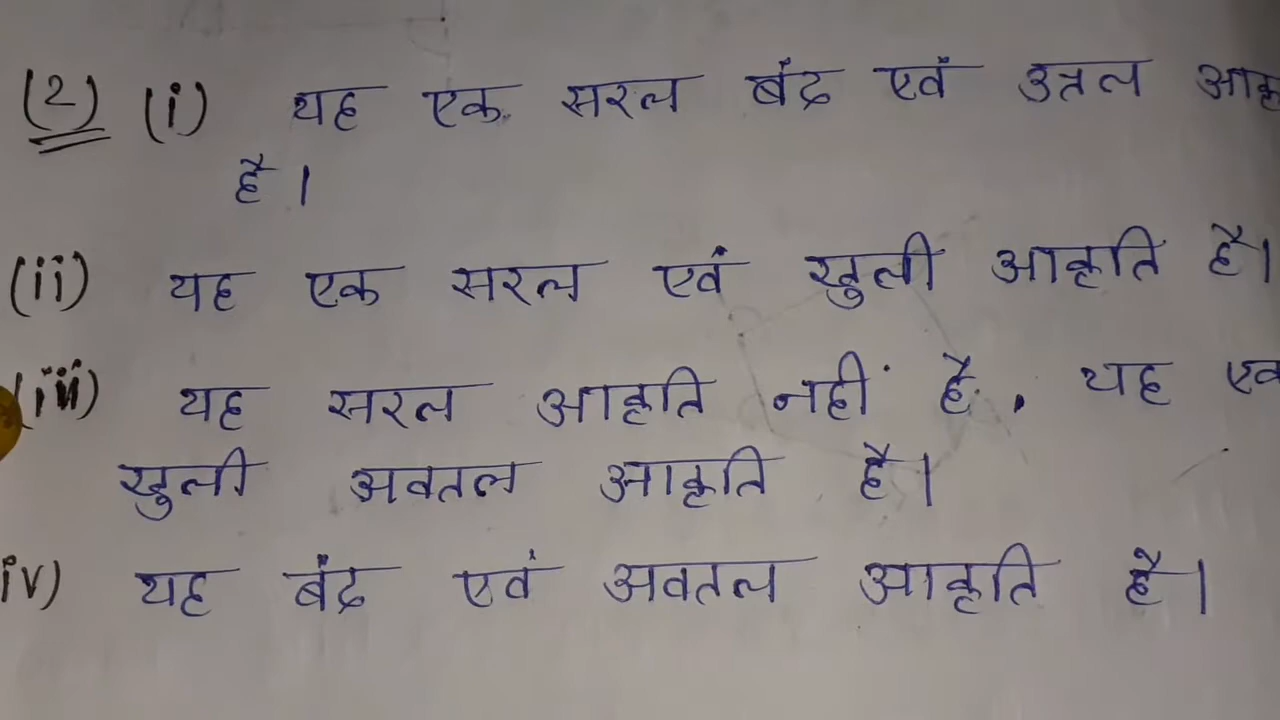 (2) (i) यह एक सरल बंद एवं उत्तल
है।
(ii) यह एक सरल एवं खुली आकृति है।
(iii) यह सरल आकृति नहीं है. यह
खुली अवतल आकृति है।
iv) यह बंद एवं अवतल आकृति है।